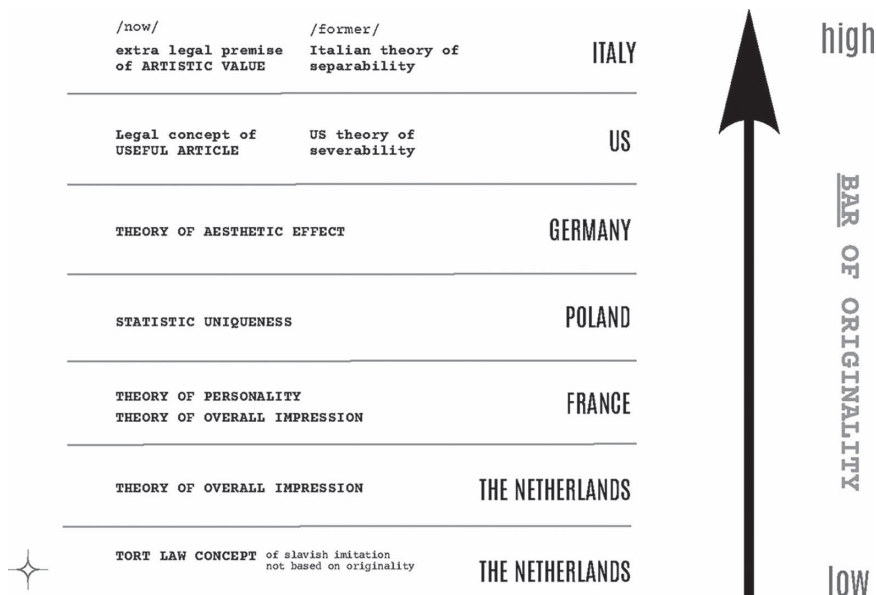 /now/ /former/
extra legal premise Italian theory of
of ARTISTIC VALUE separability
ITALY
Legal concept of US theory of
USEFUL ARTICLE severability
US
THEORY OF AESTHETIC EFFECT GERMANY
STATISTIC UNIQUENESS POLAND
THEORY OF PERSONALITY
THEORY OF OVERALL IMPRESSION
FRANCE
THEORY OF OVERALL IMPRESSION THE NETHERLANDS
TORT LAW CONCEPT of slavish imitation
not based on originality
THE NETHERLANDS
high
BAR OF ORIGINALITY
low